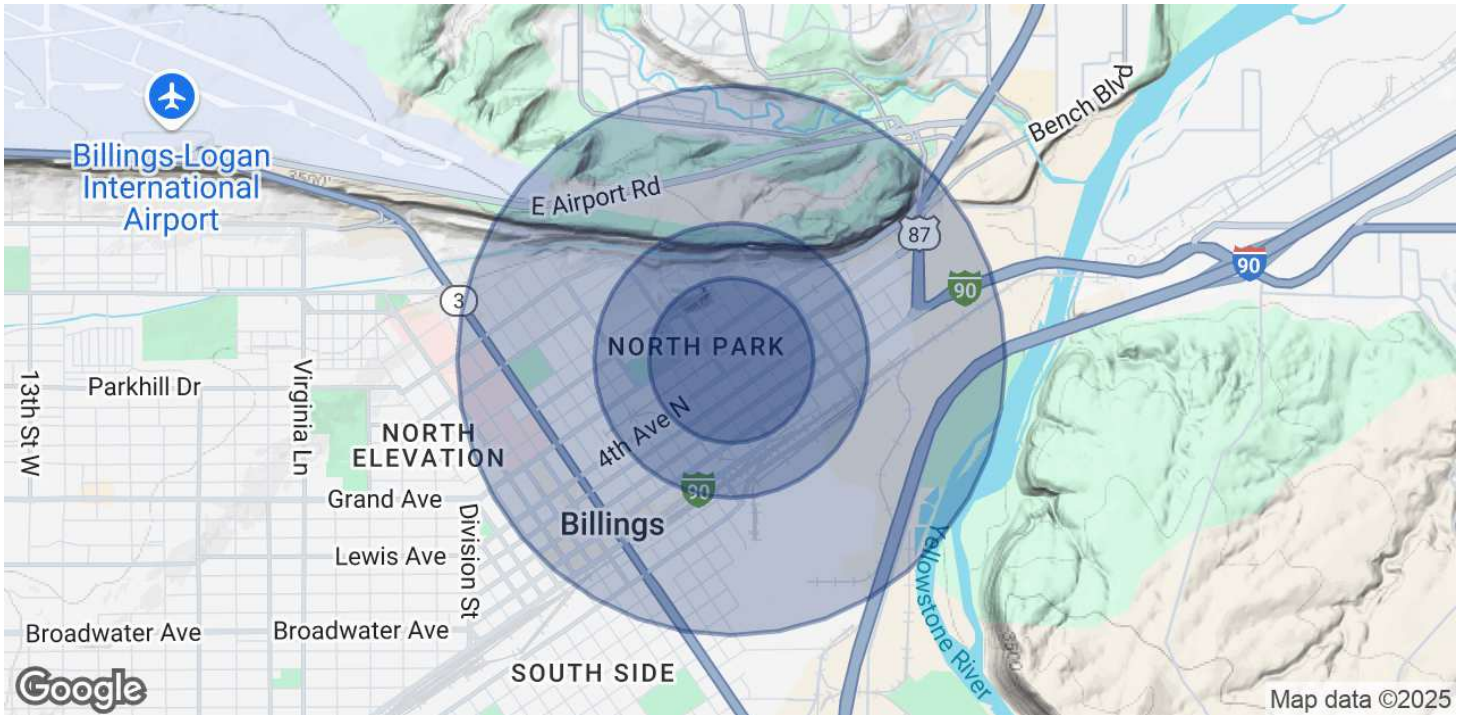 Billings-Logan
International
Airport
3500'
E Airport Rd
Bench Blvd
87
90
90
3
NORTH PARK
Parkhill Dr
13th St W
Virginia Ln
NORTH
ELEVATION
4th Ave N
90
Grand Ave
Billings
Division St
Lewis Ave
Yellowstone River
Broadwater Ave
Broadwater Ave
3500'
SOUTH SIDE
Google
Map data ©2025